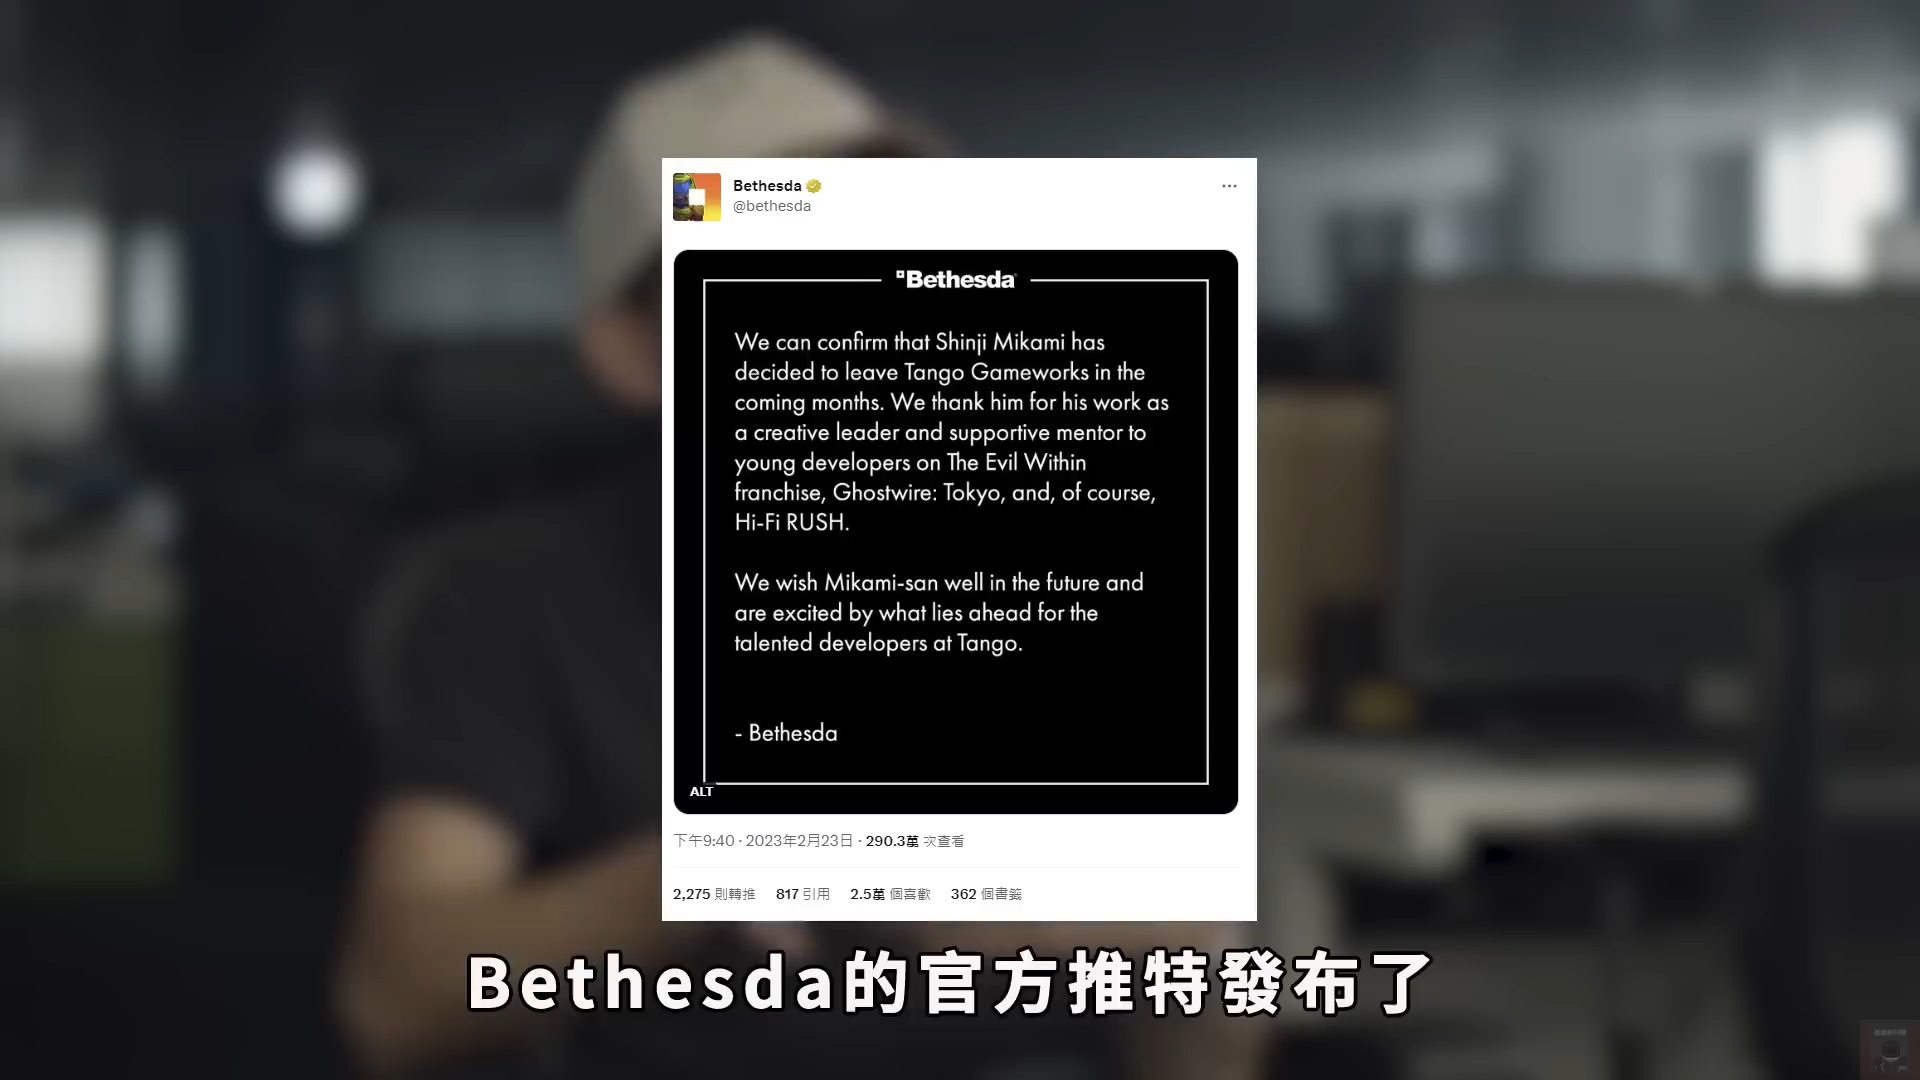 Bethesda
@bethesda
Bethesda
We can confirm that Shinji Mikami has
decided to leave Tango Gameworks in the
coming months. We thank him for his work as
a creative leader and supportive mentor to
young developers on The Evil Within
franchise, Ghostwire: Tokyo, and, of course,
Hi-Fi RUSH.
We wish Mikami-san well in the future and
are excited by what lies ahead for the
talented developers at Tango.
- Bethesda
ALT
下午9:40 · 2023年2月23日 · 290.3萬 次查看
2,275 則轉推 817 引用 2.5萬 個喜歡 362 個書籤
Bethesda的官方推特發布了